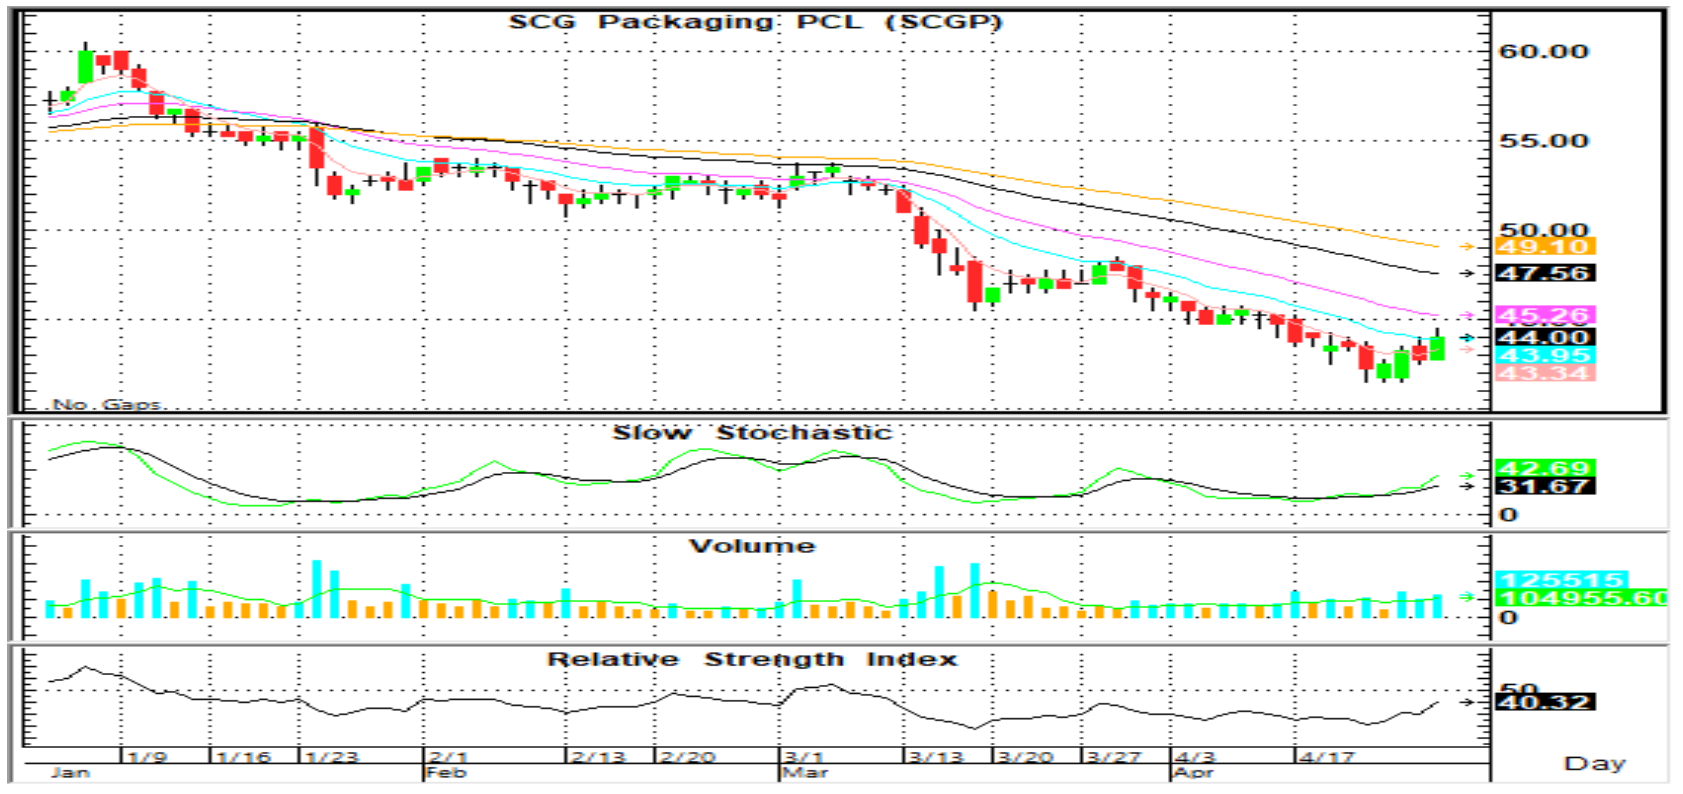 SCG Packaging PCL (SCGP)
60.00
55.00
50.00
49.10
47.56
45.26
44.00
43.95
43.34
No Gaps
Slow Stochastic
42.69
31.67
0
Volume
125515
104955.60
0
Relative Strength Index
50
40.32
1/9 1/16 1/23 2/1 2/13 2/20 3/1 3/13 3/20 3/27 4/3 4/17
Jan Feb Mar Apr
Day